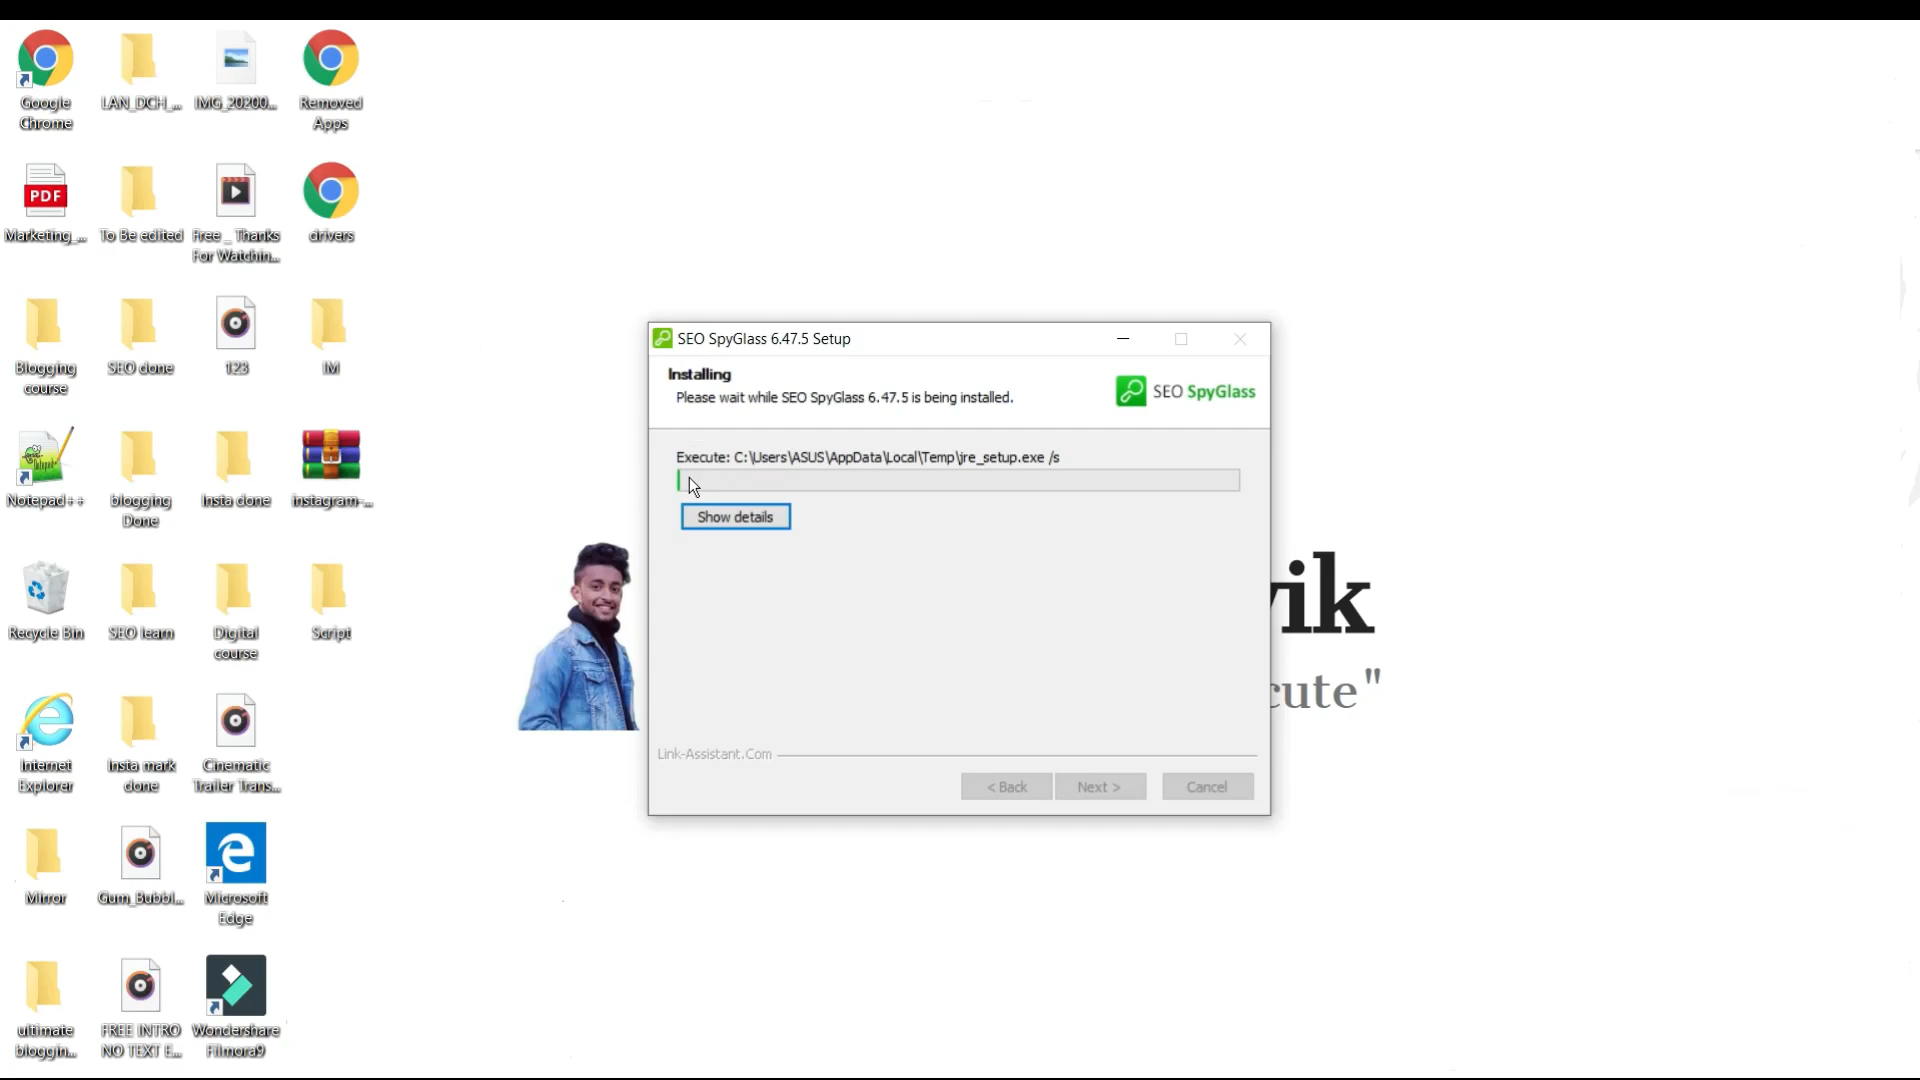 Google
Chrome
LAN_DCH_...
IMG_20200...
Removed
Apps
PDF
Marketing_...
To Be edited
Free _ Thanks
For Watchin...
drivers
Blogging
course
SEO done
123
IM
Notepad++
blogging
Done
Insta done
instagram-...
Recycle Bin
SEO learn
Digital
course
Script
Internet
Explorer
Insta mark
done
Cinematic
Trailer Trans...
Mirror
Gum_Bubbl...
Microsoft
Edge
ultimate
bloggin...
FREE INTRO
NO TEXT E...
Wondershare
Filmora9
SEO SpyGlass 6.47.5 Setup
Installing
Please wait while SEO SpyGlass 6.47.5 is being installed.
SEO SpyGlass
Execute: C:\Users\ASUS\AppData\Local\Temp\jre_setup.exe /s
Show details
Link-Assistant.Com
< Back
Next >
Cancel
vik
cute"